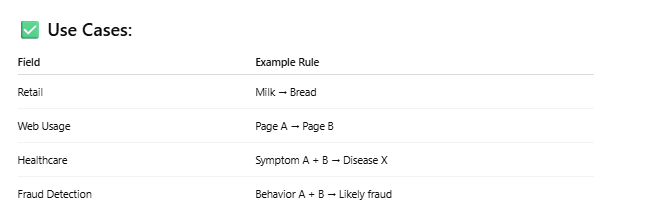 ✅ Use Cases:
Field Example Rule
Retail Milk → Bread
Web Usage Page A → Page B
Healthcare Symptom A + B → Disease X
Fraud Detection Behavior A + B → Likely fraud